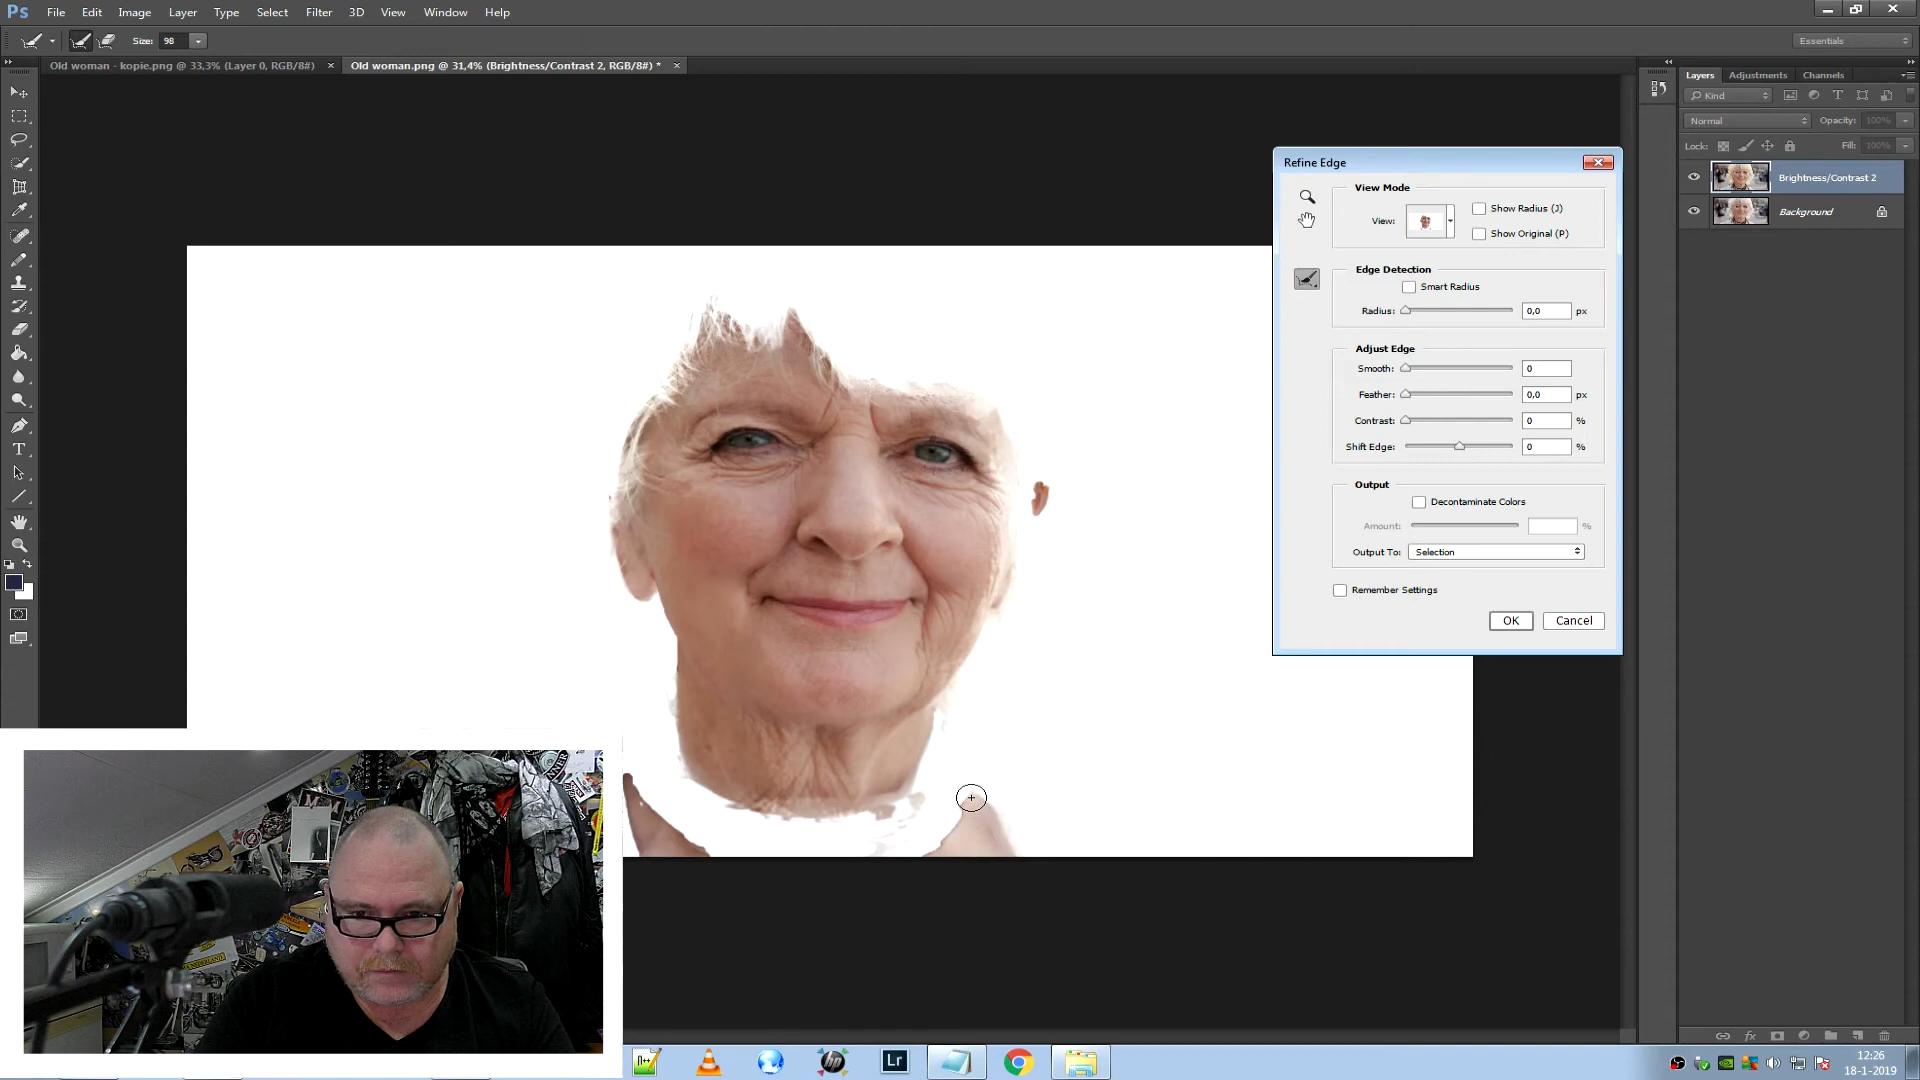 Ps File Edit Image Layer Type Select Filter 3D View Window Help
Size: 98
Essentials
Old woman - kopie.png @ 33,3% (Layer 0, RGB/8#) ×
Old woman.png @ 31,4% (Brightness/Contrast 2, RGB/8#) * ×
Layers Adjustments Channels
Kind
Normal Opacity: 100%
Lock: Fill: 100%
Brightness/Contrast 2
Background
Refine Edge
View Mode
View:
Show Radius (J)
Show Original (P)
Edge Detection
Smart Radius
Radius: 0,0 px
Adjust Edge
Smooth: 0
Feather: 0,0 px
Contrast: 0 %
Shift Edge: 0 %
Output
Decontaminate Colors
Amount: %
Output To: Selection
Remember Settings
OK Cancel
Lr
12:26
18-1-2019